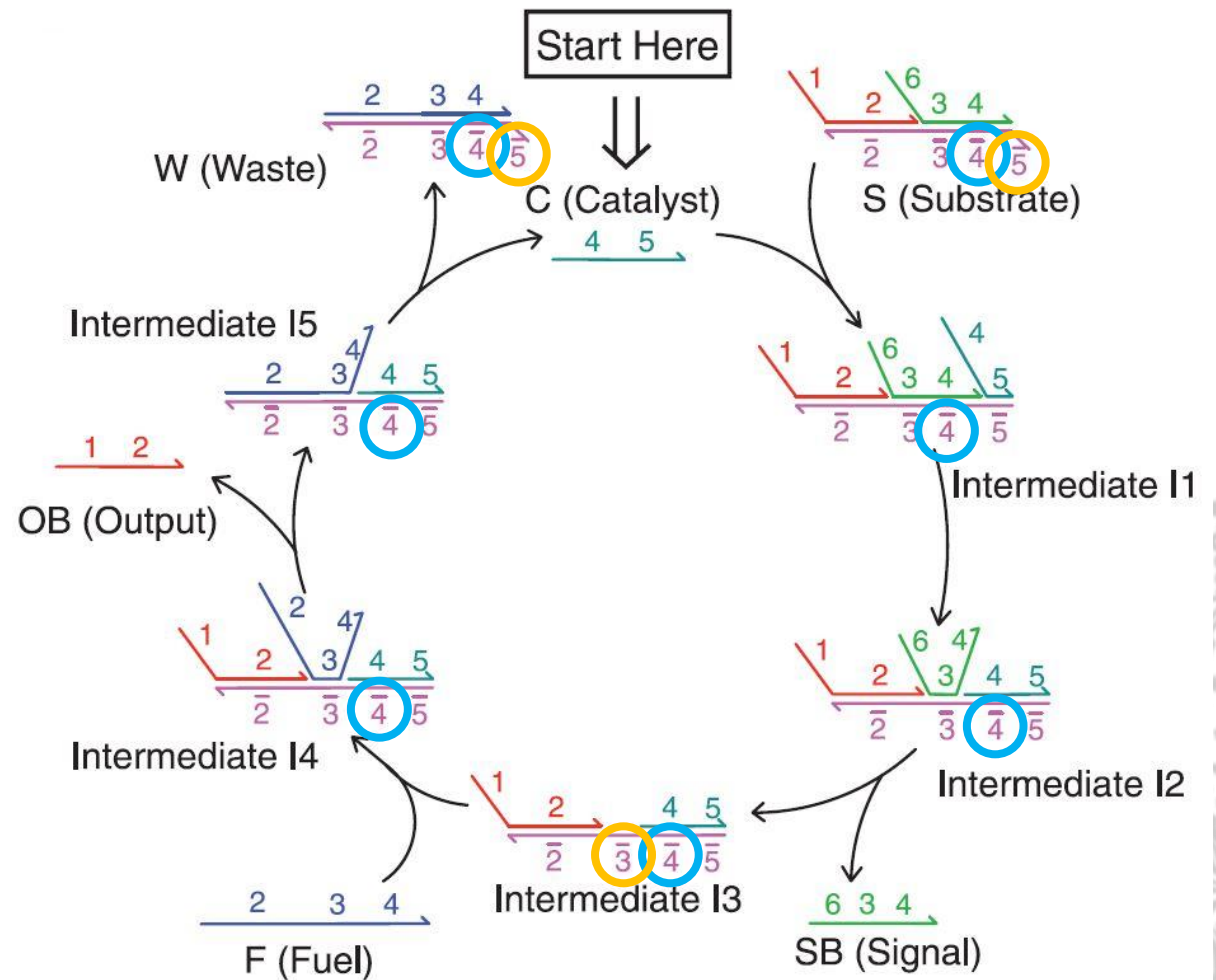 Start Here
2 3 4
2̄ 3̄ 4̄ 5̄
W (Waste)
1 2 6 3 4
2̄ 3̄ 4̄ 5̄
S (Substrate)
C (Catalyst)
4 5
Intermediate I5
2 3 4 4 5
2̄ 3̄ 4̄ 5̄
1 2 6 3 4 4 5
2̄ 3̄ 4̄ 5̄
Intermediate I1
1 2
OB (Output)
1 2 2 3 4 4 5
2̄ 3̄ 4̄ 5̄
Intermediate I4
1 2 6 3 4 4 5
2̄ 3̄ 4̄ 5̄
Intermediate I2
1 2 4 5
2̄ 3̄ 4̄ 5̄
Intermediate I3
2 3 4
F (Fuel)
6 3 4
SB (Signal)